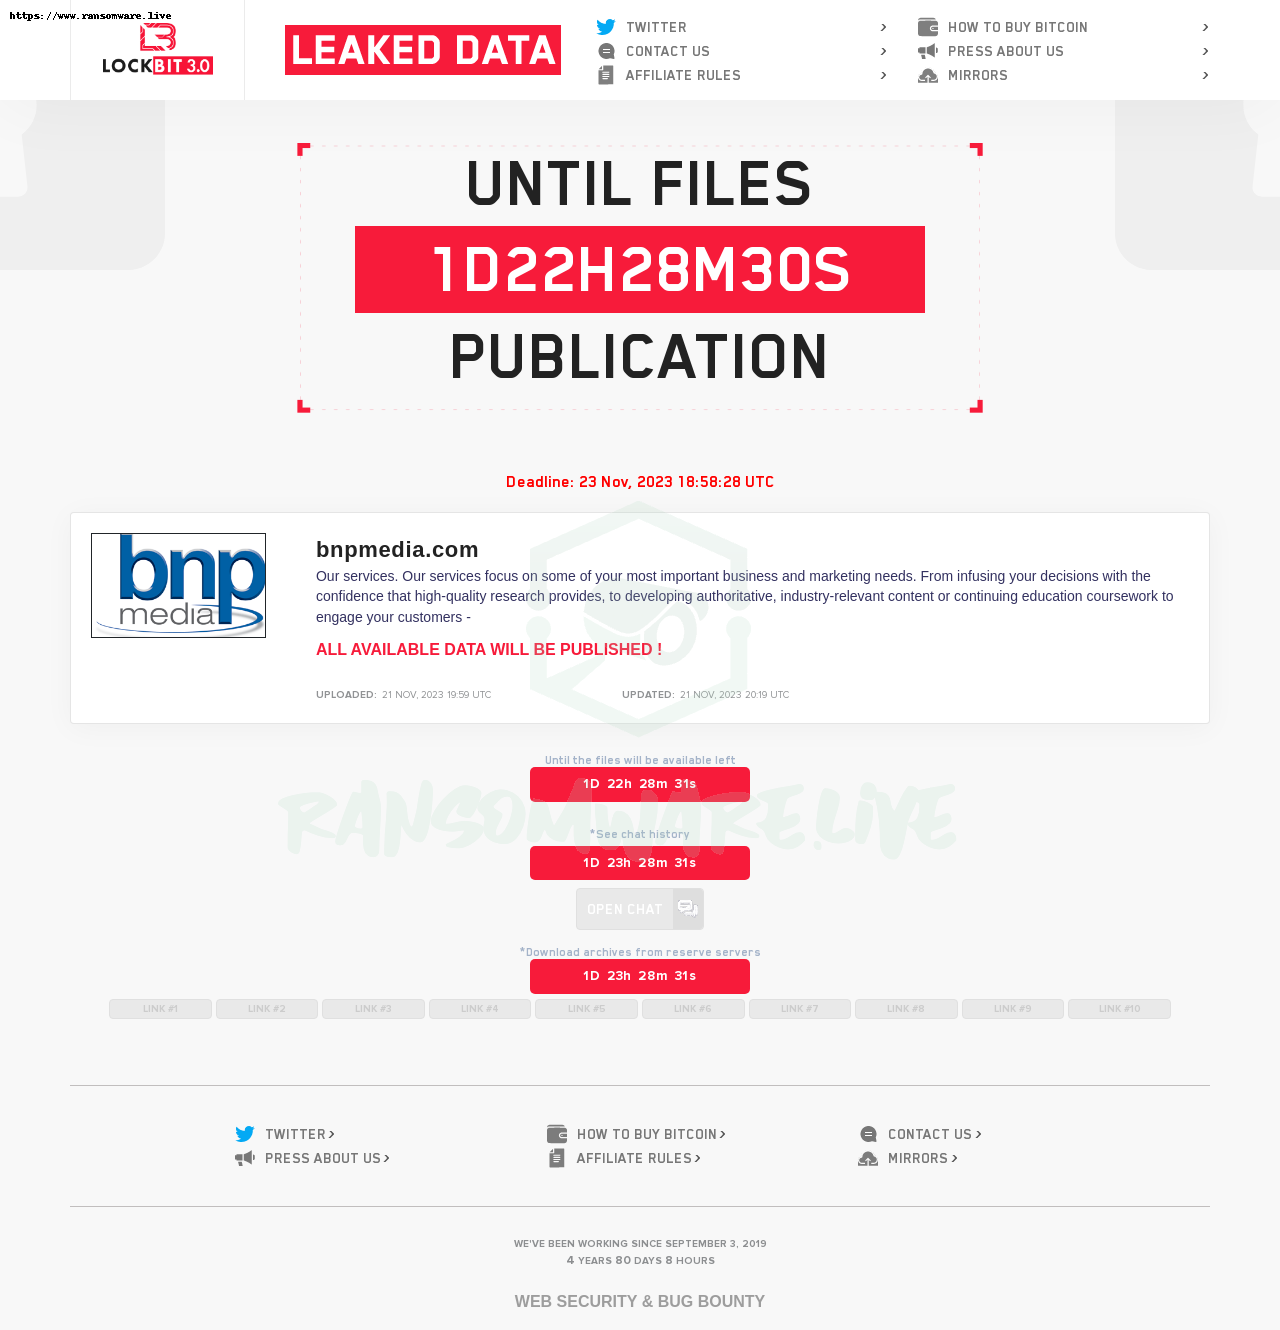 https://www.ransomware.live
LOCKBIT 3.0
LEAKED DATA
TWITTER >
CONTACT US >
AFFILIATE RULES >
HOW TO BUY BITCOIN >
PRESS ABOUT US >
MIRRORS >
UNTIL FILES
1D22H28M30S
PUBLICATION
Deadline: 23 Nov, 2023 18:58:28 UTC
bnp
media
bnpmedia.com
Our services. Our services focus on some of your most important business and marketing needs. From infusing your decisions with the
confidence that high-quality research provides, to developing authoritative, industry-relevant content or continuing education coursework to
engage your customers -
ALL AVAILABLE DATA WILL BE PUBLISHED !
UPLOADED: 21 NOV, 2023 19:59 UTC
UPDATED: 21 NOV, 2023 20:19 UTC
Until the files will be available left
1D 22h 28m 31s
RANSOMWARE.LIVE
*See chat history
1D 23h 28m 31s
OPEN CHAT
*Download archives from reserve servers
1D 23h 28m 31s
LINK #1 LINK #2 LINK #3 LINK #4 LINK #5 LINK #6 LINK #7 LINK #8 LINK #9 LINK #10
TWITTER >
PRESS ABOUT US >
HOW TO BUY BITCOIN >
AFFILIATE RULES >
CONTACT US >
MIRRORS >
WE'VE BEEN WORKING SINCE SEPTEMBER 3, 2019
4 YEARS 80 DAYS 8 HOURS
WEB SECURITY & BUG BOUNTY